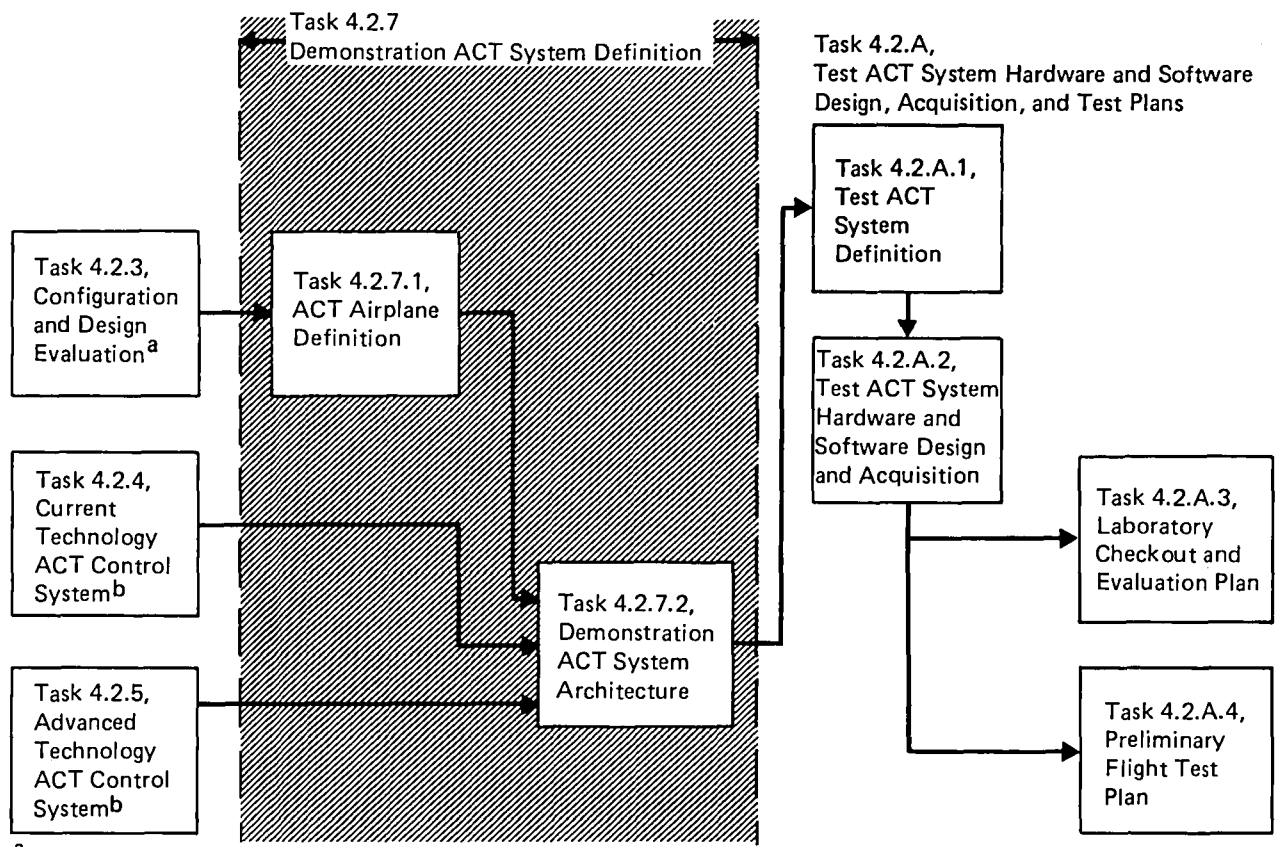 Task 4.2.7
Demonstration ACT System Definition
Task 4.2.A,
Test ACT System Hardware and Software
Design, Acquisition, and Test Plans
Task 4.2.3,
Configuration
and Design
Evaluationa
Task 4.2.4,
Current
Technology
ACT Control
Systemb
Task 4.2.5,
Advanced
Technology
ACT Control
Systemb
Task 4.2.7.1,
ACT Airplane
Definition
Task 4.2.7.2,
Demonstration
ACT System
Architecture
Task 4.2.A.1,
Test ACT
System
Definition
Task 4.2.A.2,
Test ACT System
Hardware and
Software Design
and Acquisition
Task 4.2.A.3,
Laboratory
Checkout and
Evaluation Plan
Task 4.2.A.4,
Preliminary
Flight Test
Plan